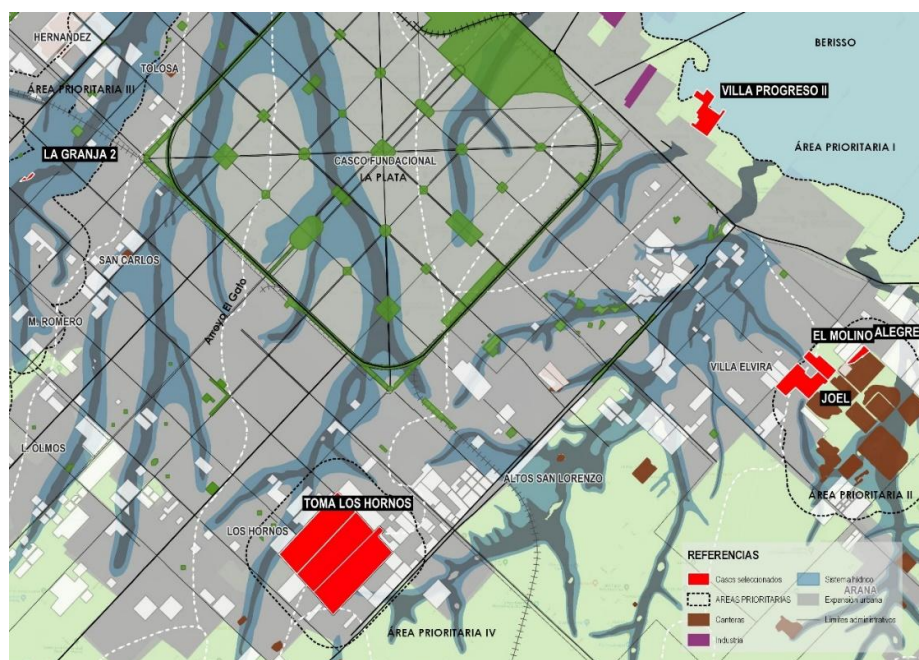 HERNANDEZ
TOLOSA
ÁREA PRIORITARIA III
LA GRANJA 2
BERISSO
VILLA PROGRESO II
ÁREA PRIORITARIA I
CASCO FUNDACIONAL
LA PLATA
SAN CARLOS
Arroyo El Gato
M. ROMERO
L. OLMOS
VILLA ELVIRA
EL MOLINO
ALEGRE
JOEL
ÁREA PRIORITARIA II
ALTOS SAN LORENZO
TOMA LOS HORNOS
LOS HORNOS
ÁREA PRIORITARIA IV
REFERENCIAS
Casos seleccionados
Sistema hídrico
ARANA
ÁREAS PRIORITARIAS
Expansión urbana
Canteras
Límites administrativos
Industria